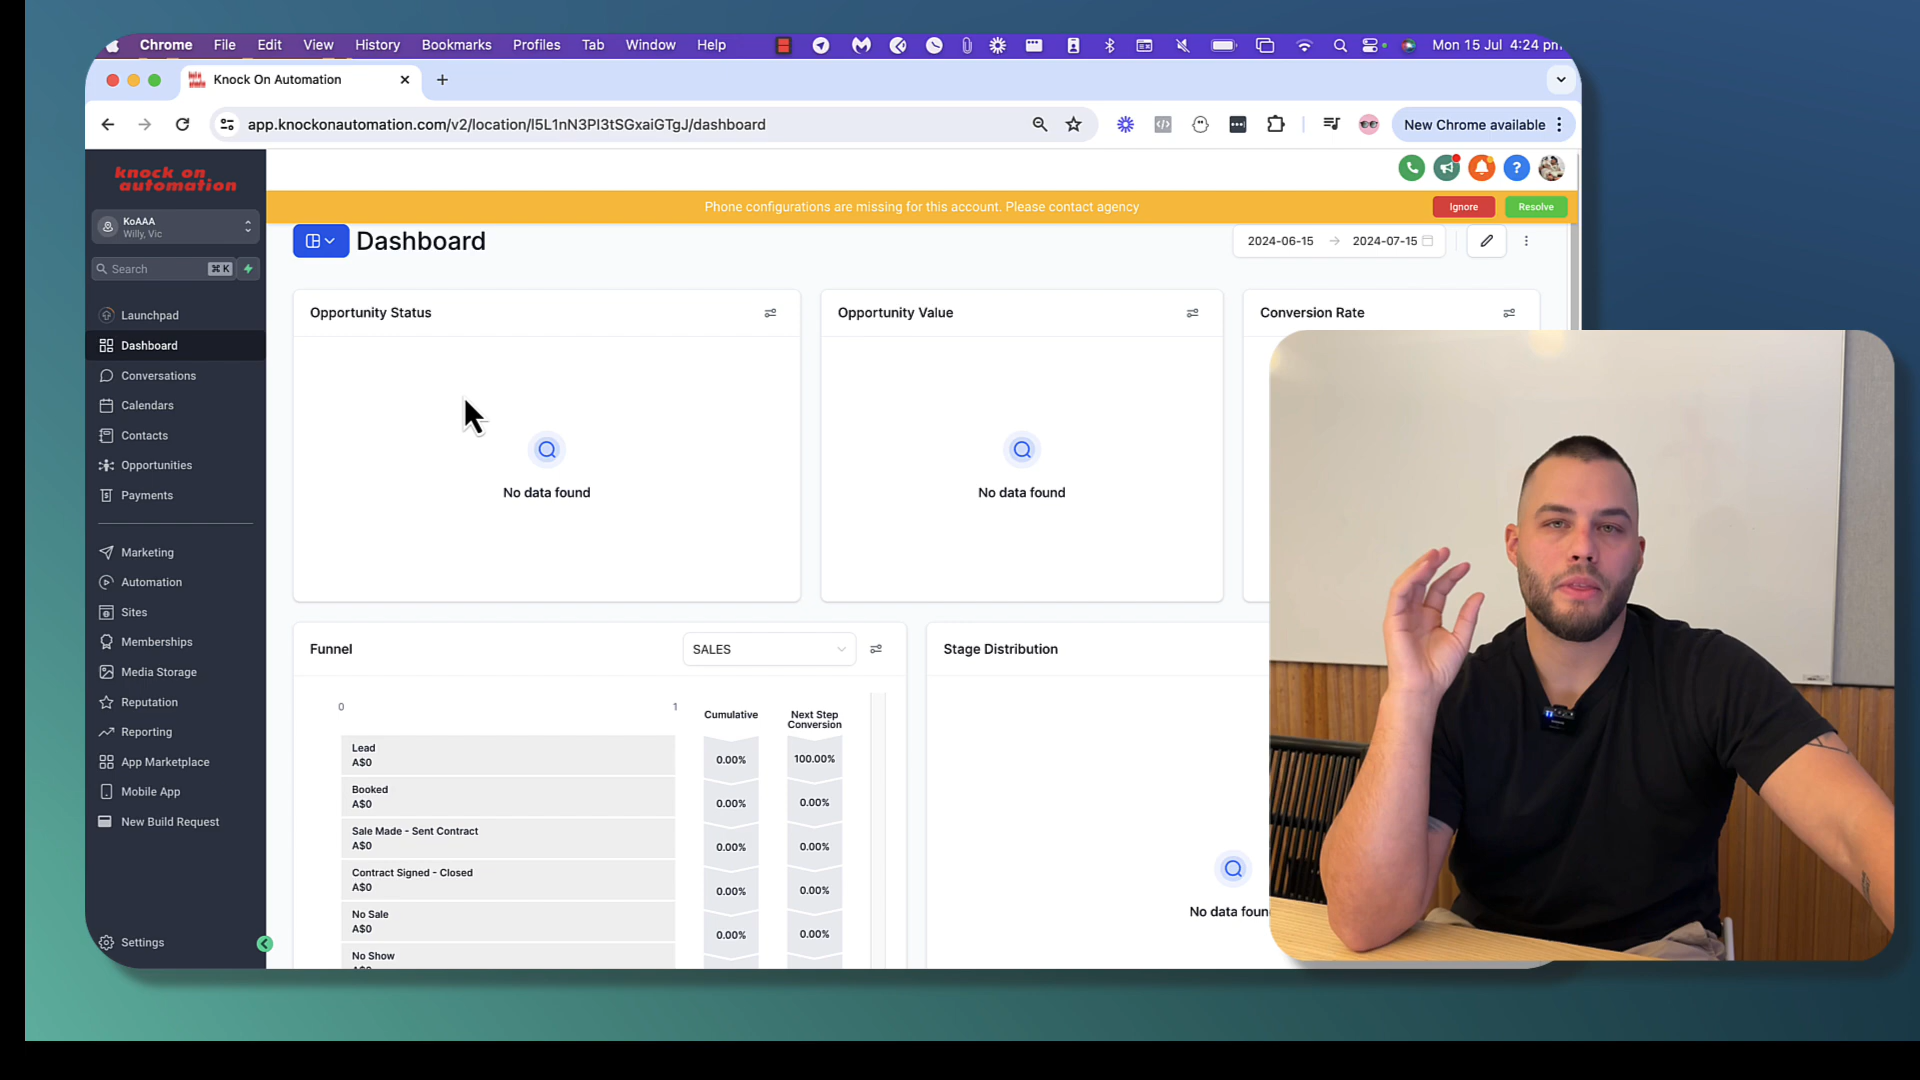 Chrome File Edit View History Bookmarks Profiles Tab Window Help Mon 15 Jul 4:24 pm
Knock On Automation
app.knockonautomation.com/v2/location/I5L1nN3PI3tSGxaiGTgJ/dashboard
New Chrome available
knock on
automation
KoAAA
Willy, Vic
Search ⌘ K
Launchpad
Dashboard
Conversations
Calendars
Contacts
Opportunities
Payments
Marketing
Automation
Sites
Memberships
Media Storage
Reputation
Reporting
App Marketplace
Mobile App
New Build Request
Settings
Phone configurations are missing for this account. Please contact agency
Ignore
Resolve
Dashboard
2024-06-15 → 2024-07-15
Opportunity Status
No data found
Opportunity Value
No data found
Conversion Rate
Funnel
SALES
0 1
Cumulative
Next Step
Conversion
Lead
A$0
0.00% 100.00%
Booked
A$0
0.00% 0.00%
Sale Made - Sent Contract
A$0
0.00% 0.00%
Contract Signed - Closed
A$0
0.00% 0.00%
No Sale
A$0
0.00% 0.00%
No Show
Stage Distribution
No data foun